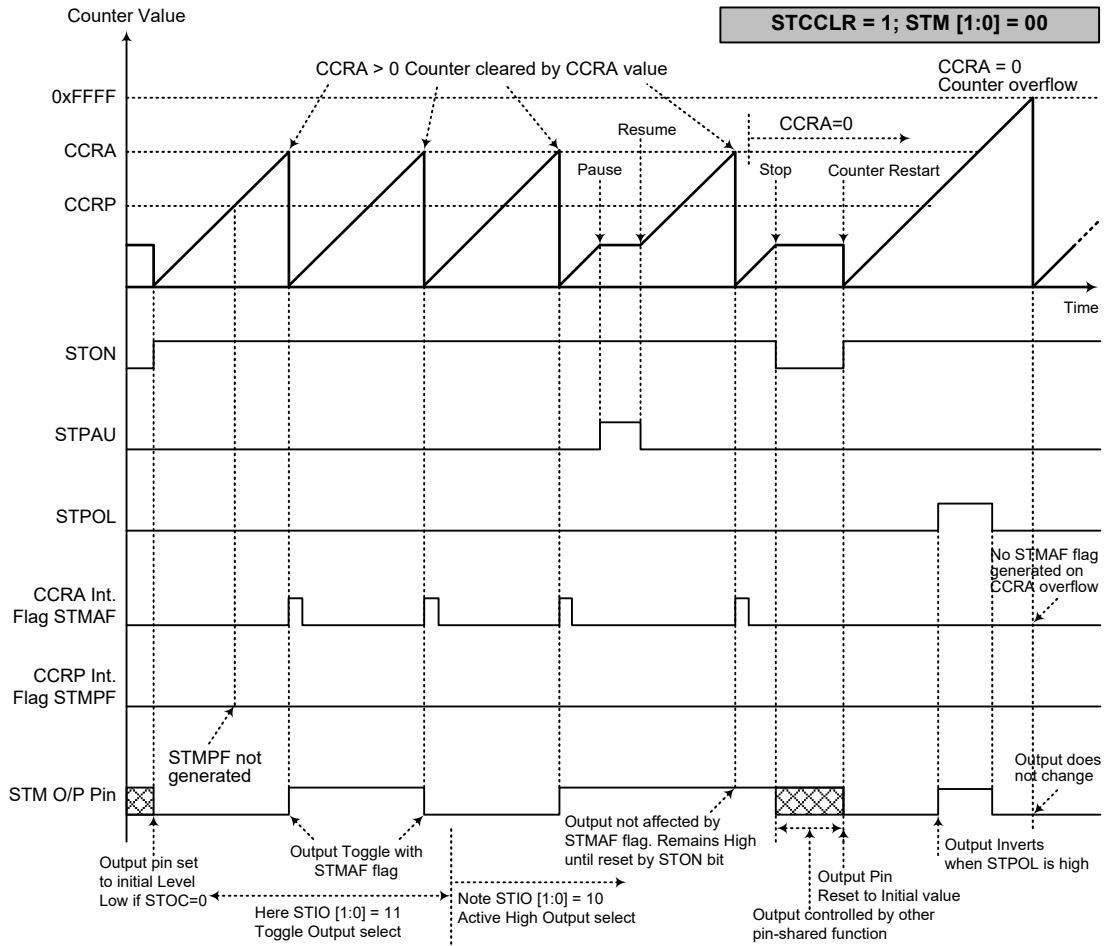 Counter Value
STCCLR = 1; STM [1:0] = 00
CCRA > 0 Counter cleared by CCRA value
CCRA = 0
Counter overflow
0xFFFF
CCRA=0
Resume
CCRA
Pause
Stop
Counter Restart
CCRP
Time
STON
STPAU
STPOL
No STMAF flag
generated on
CCRA overflow
CCRA Int.
Flag STMAF
CCRP Int.
Flag STMPF
STMPF not
generated
Output does
not change
STM O/P Pin
Output pin set
to initial Level
Low if STOC=0
Output Toggle with
STMAF flag
Output not affected by
STMAF flag. Remains High
until reset by STON bit
Output Inverts
when STPOL is high
Here STIO [1:0] = 11
Toggle Output select
Note STIO [1:0] = 10
Active High Output select
Output Pin
Reset to Initial value
Output controlled by other
pin-shared function